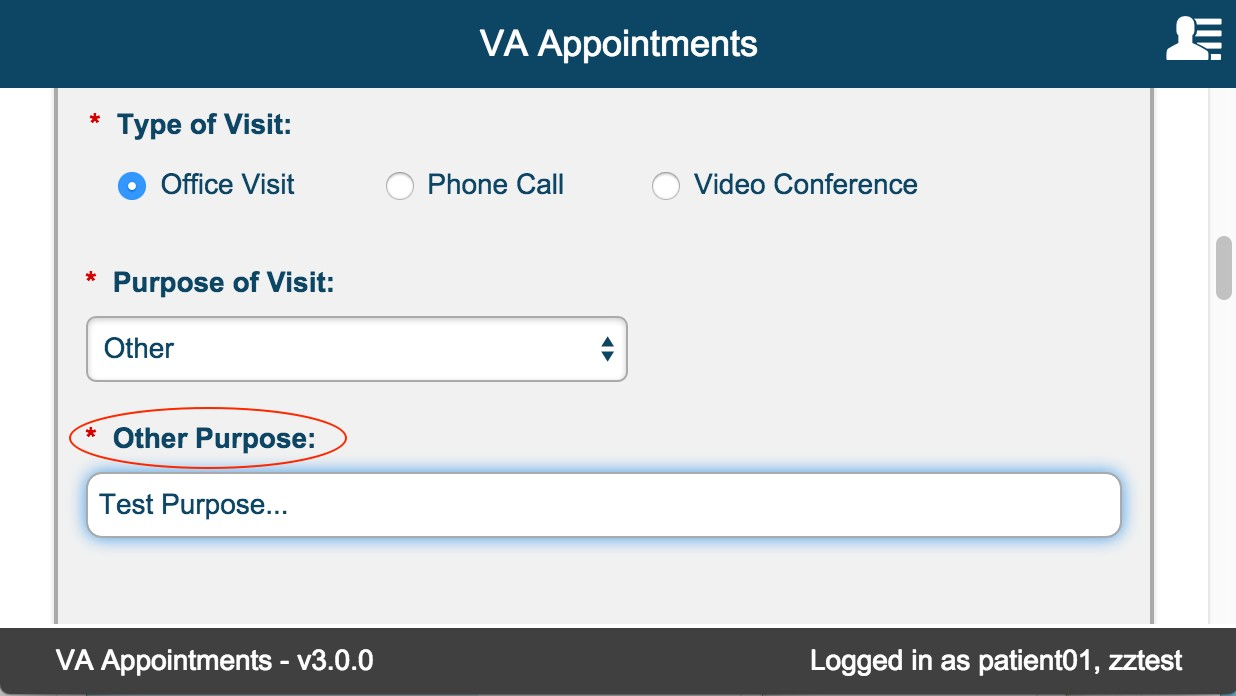 VA Appointments
* Type of Visit:
Office Visit Phone Call Video Conference
* Purpose of Visit:
Other
* Other Purpose:
Test Purpose...
VA Appointments - v3.0.0 Logged in as patient01, zztest